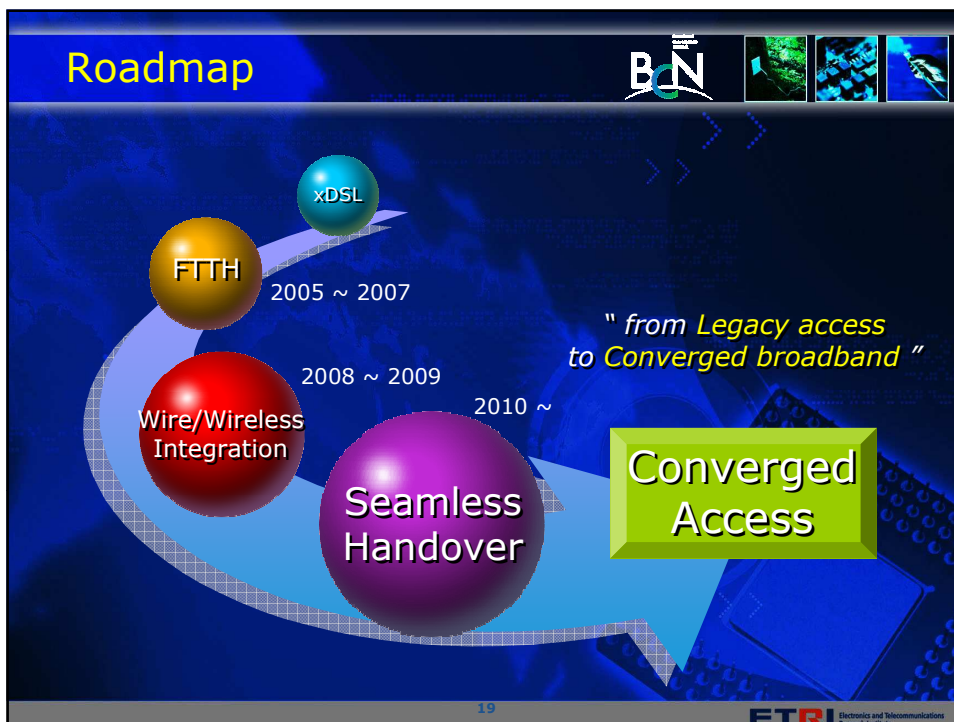 Roadmap
BcN
xDSL
FTTH
2005 ~ 2007
" from Legacy access
to Converged broadband "
2008 ~ 2009
2010 ~
Wire/Wireless
Integration
Seamless
Handover
Converged
Access
19
ETRI
Electronics and Telecommunications